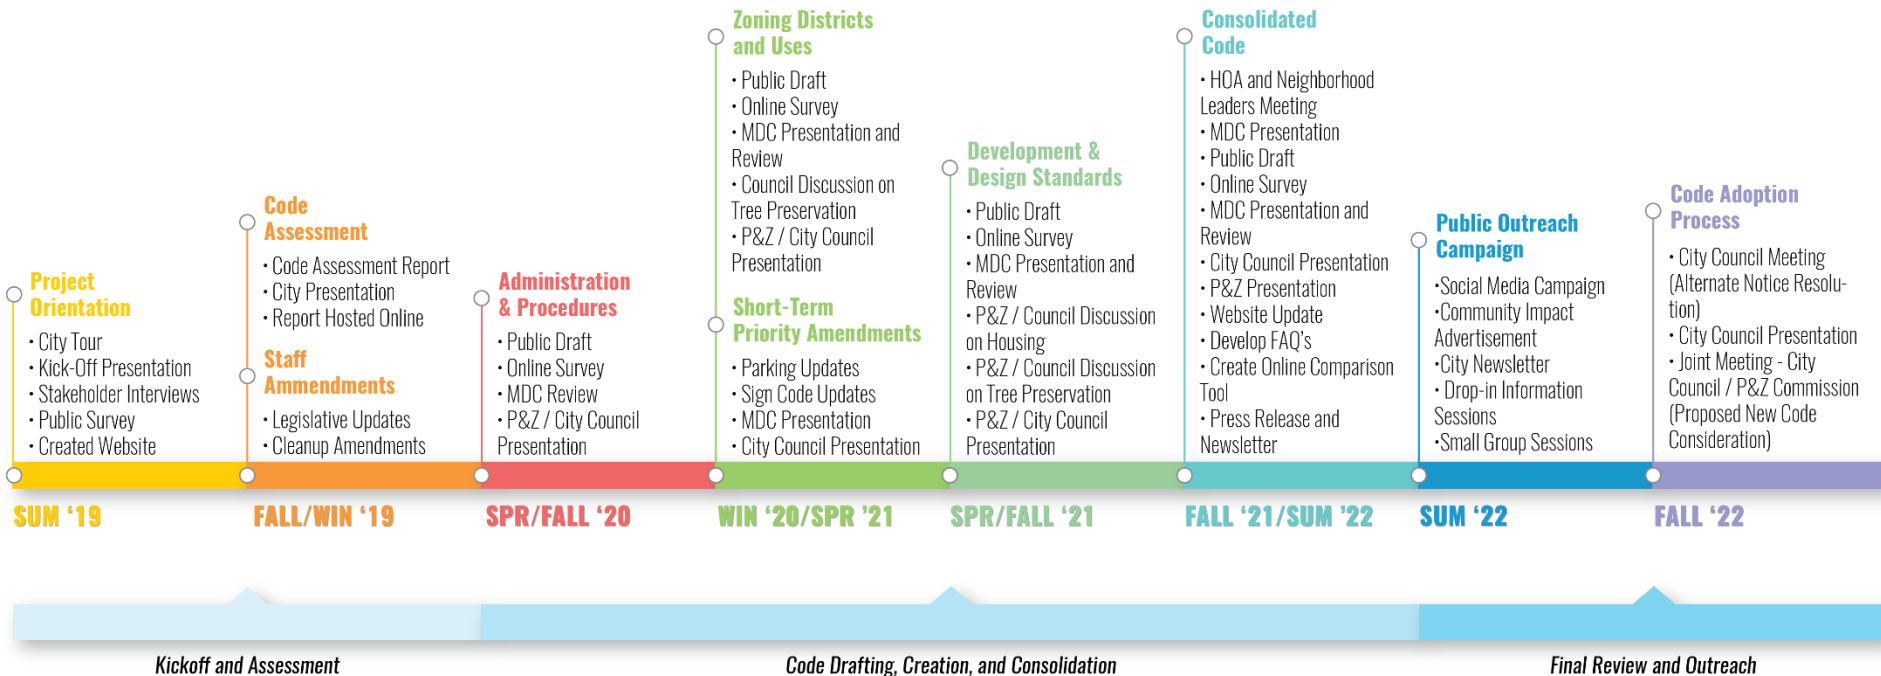 Project
Orientation
• City Tour
• Kick-Off Presentation
• Stakeholder Interviews
• Public Survey
• Created Website
Code
Assessment
• Code Assessment Report
• City Presentation
• Report Hosted Online
Staff
Ammendments
• Legislative Updates
• Cleanup Amendments
Administration
& Procedures
• Public Draft
• Online Survey
• MDC Review
• P&Z / City Council
Presentation
Zoning Districts
and Uses
• Public Draft
• Online Survey
• MDC Presentation and
Review
• Council Discussion on
Tree Preservation
• P&Z / City Council
Presentation
Short-Term
Priority Amendments
• Parking Updates
• Sign Code Updates
• MDC Presentation
• City Council Presentation
Development &
Design Standards
• Public Draft
• Online Survey
• MDC Presentation and
Review
• P&Z / Council Discussion
on Housing
• P&Z / Council Discussion
on Tree Preservation
• P&Z / City Council
Presentation
Consolidated
Code
• HOA and Neighborhood
Leaders Meeting
• MDC Presentation
• Public Draft
• Online Survey
• MDC Presentation and
Review
• City Council Presentation
• P&Z Presentation
• Website Update
• Develop FAQ's
• Create Online Comparison
Tool
• Press Release and
Newsletter
Public Outreach
Campaign
•Social Media Campaign
•Community Impact
Advertisement
•City Newsletter
• Drop-in Information
Sessions
•Small Group Sessions
Code Adoption
Process
• City Council Meeting
(Alternate Notice Resolu-
tion)
• City Council Presentation
• Joint Meeting - City
Council / P&Z Commission
(Proposed New Code
Consideration)
SUM ‘19
FALL/WIN ‘19
SPR/FALL ‘20
WIN ‘20/SPR ’21
SPR/FALL ‘21
FALL ‘21/SUM ’22
SUM ‘22
FALL ‘22
Kickoff and Assessment
Code Drafting, Creation, and Consolidation
Final Review and Outreach